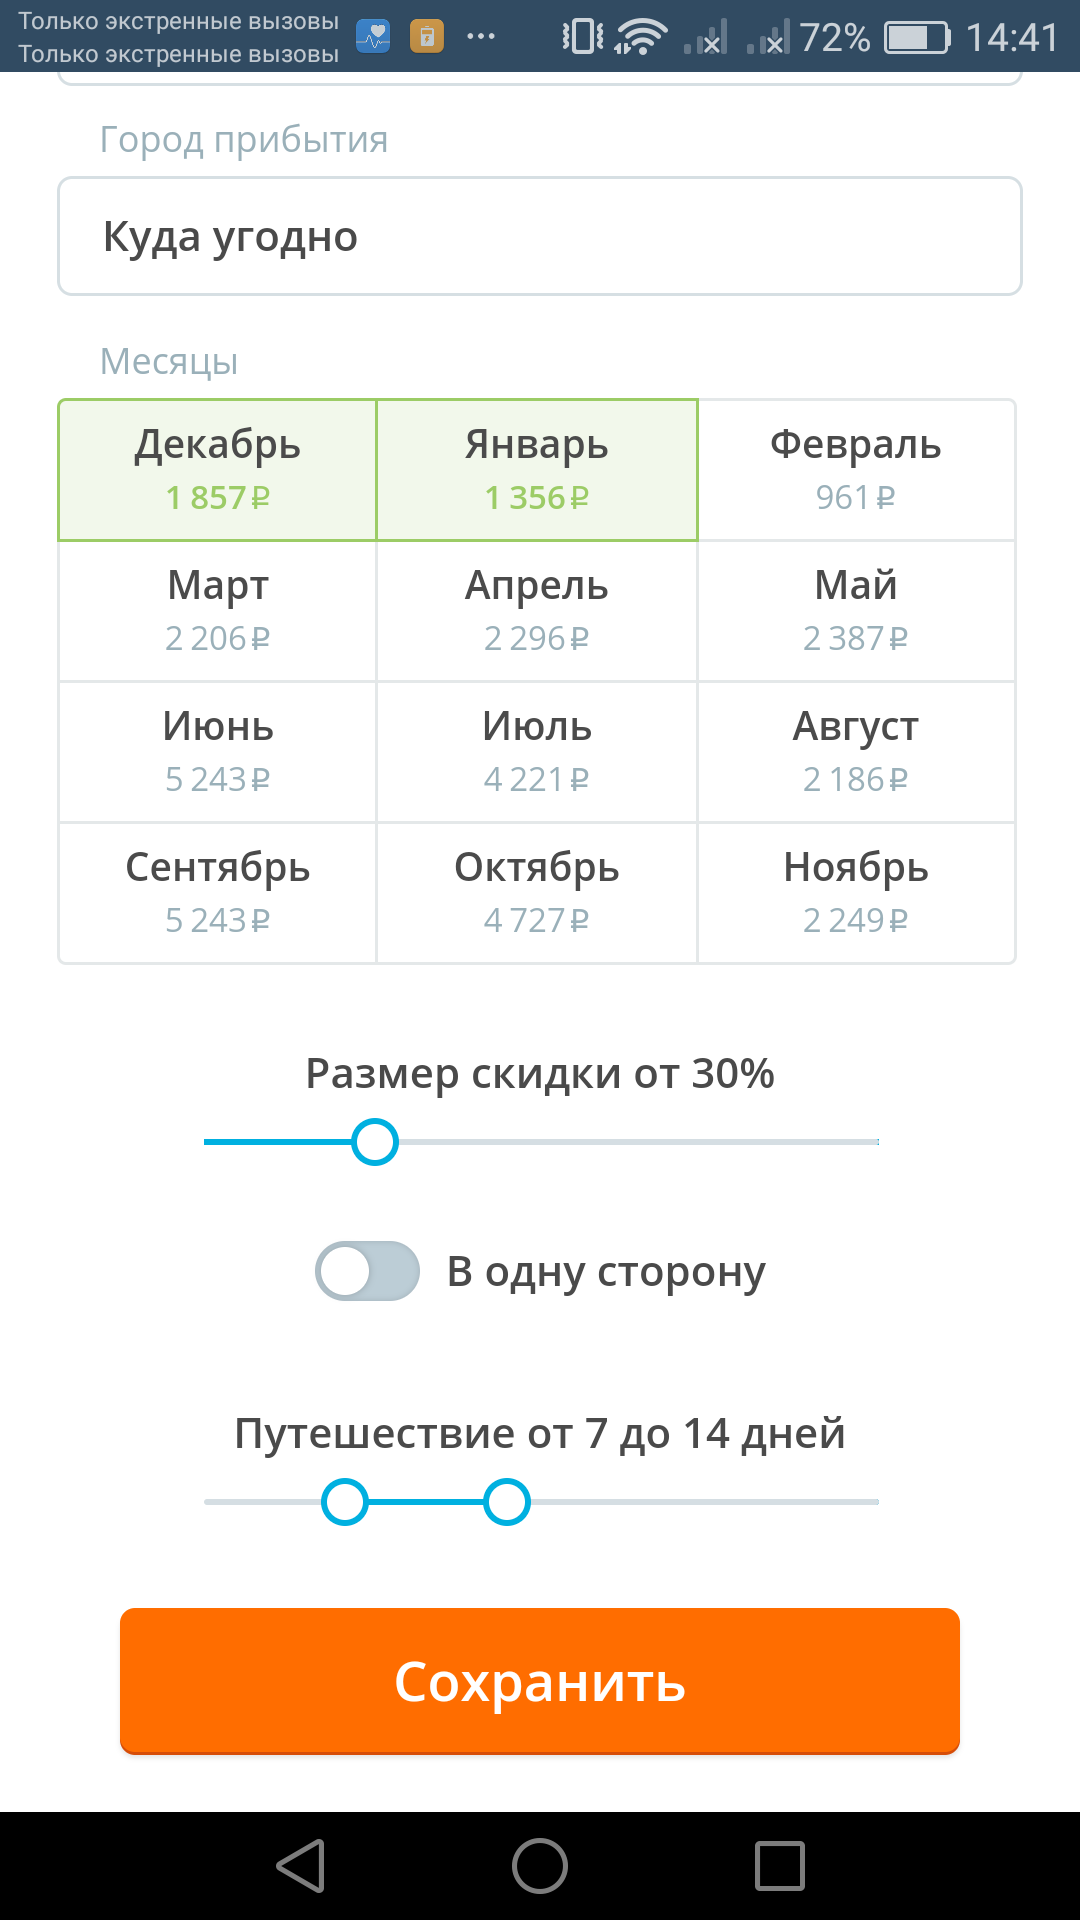 Только экстренные вызовы
Только экстренные вызовы
72% 14:41
Город прибытия
Куда угодно
Месяцы
Декабрь Январь Февраль
1 857 ₽ 1 356 ₽ 961 ₽
Март Апрель Май
2 206 ₽ 2 296 ₽ 2 387 ₽
Июнь Июль Август
5 243 ₽ 4 221 ₽ 2 186 ₽
Сентябрь Октябрь Ноябрь
5 243 ₽ 4 727 ₽ 2 249 ₽
Размер скидки от 30%
В одну сторону
Путешествие от 7 до 14 дней
Сохранить